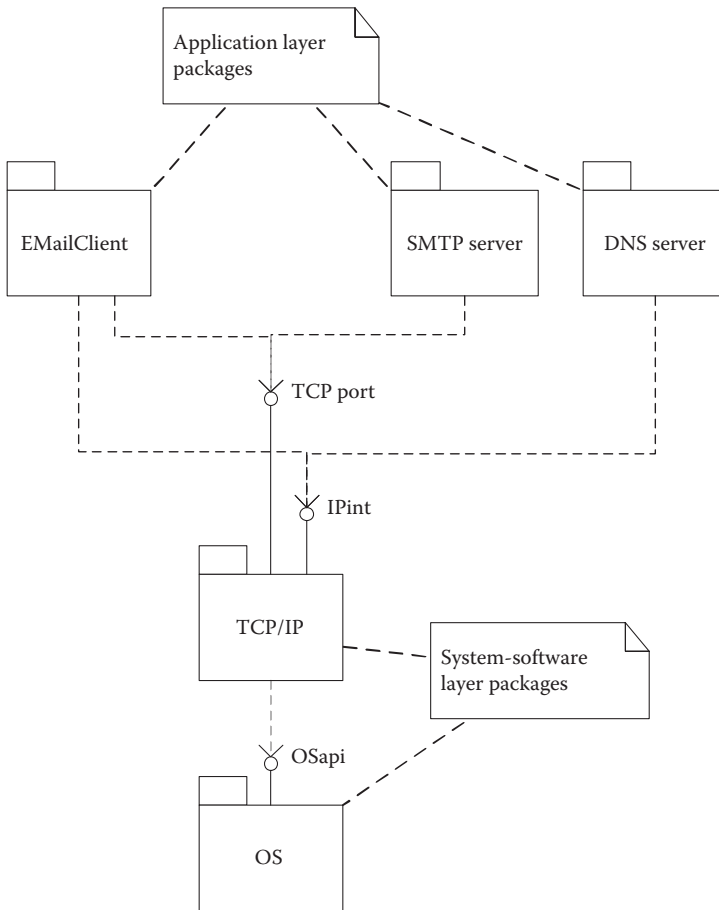 Application layer
packages
EMailClient
SMTP server
DNS server
TCP port
IPint
TCP/IP
System-software
layer packages
OSapi
OS